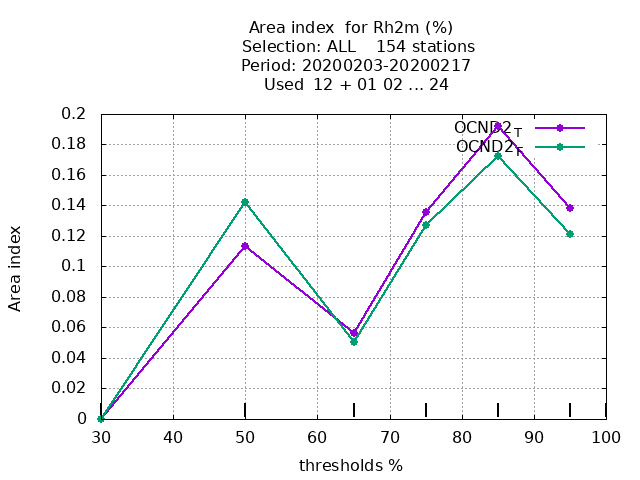 Area index  for Rh2m (%)
Selection: ALL    154 stations
Period: 20200203-20200217
Used  12 + 01 02 ... 24
OCND2_T
OCND2_F
0.2
0.18
0.16
0.14
0.12
0.1
0.08
0.06
0.04
0.02
0
Area index
30 40 50 60 70 80 90 100
thresholds %